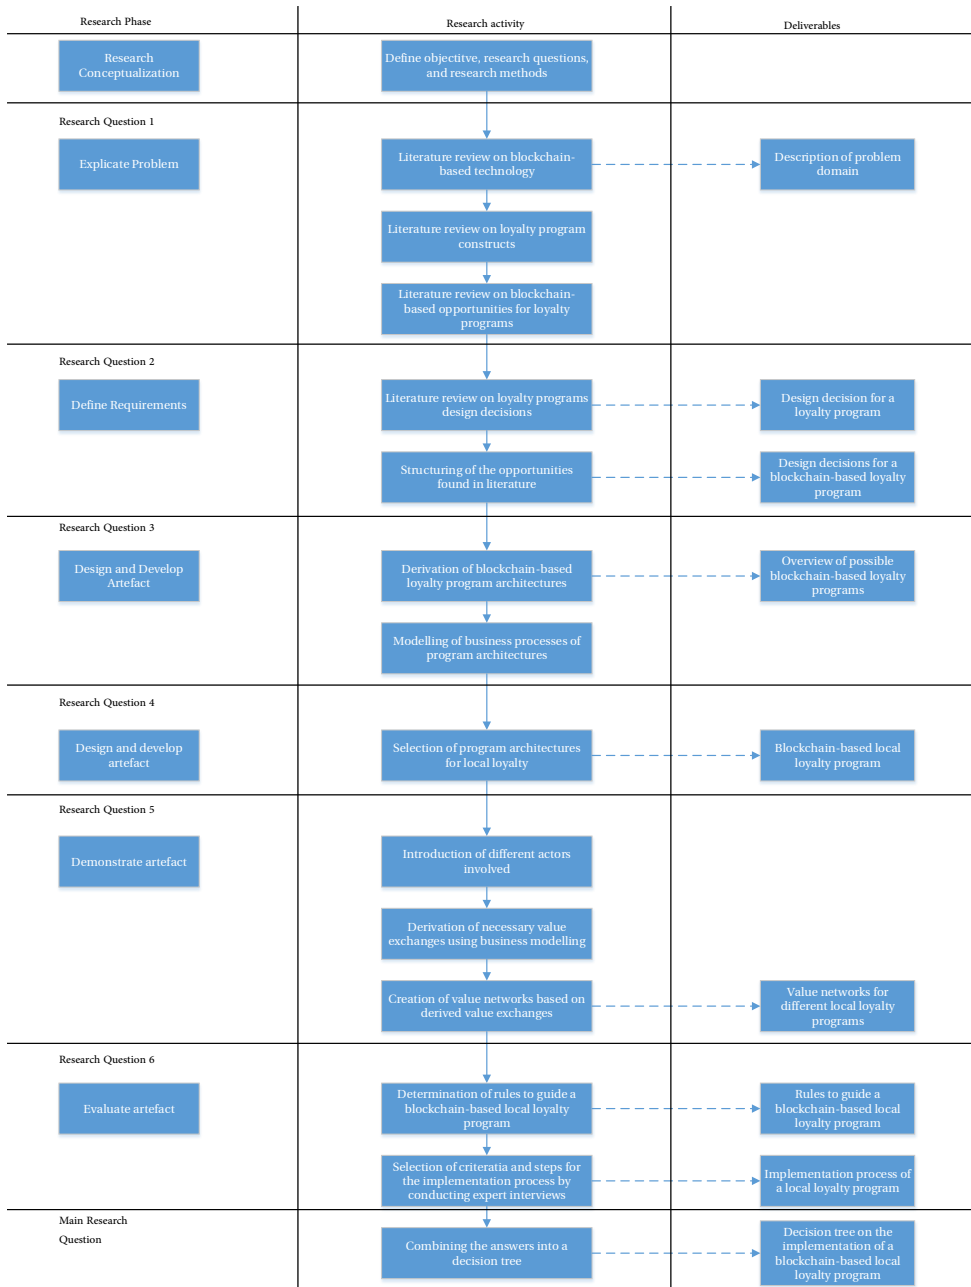 Research Phase
Research activity
Deliverables
Research
Conceptualization
Define objectitve, research questions,
and research methods
Research Question 1
Explicate Problem
Literature review on blockchain-
based technology
Description of problem
domain
Literature review on loyalty program
constructs
Literature review on blockchain-
based opportunities for loyalty
programs
Research Question 2
Define Requirements
Literature review on loyalty programs
design decisions
Design decision for a
loyalty program
Structuring of the opportunities
found in literature
Design decisions for a
blockchain-based loyalty
program
Research Question 3
Design and Develop
Artefact
Derivation of blockchain-based
loyalty program architectures
Overview of possible
blockchain-based loyalty
programs
Modelling of business processes of
program architectures
Research Question 4
Design and develop
artefact
Selection of program architectures
for local loyalty
Blockchain-based local
loyalty program
Research Question 5
Demonstrate artefact
Introduction of different actors
involved
Derivation of necessary value
exchanges using business modelling
Creation of value networks based on
derived value exchanges
Value networks for
different local loyalty
programs
Research Question 6
Evaluate artefact
Determination of rules to guide a
blockchain-based local loyalty
program
Rules to guide a
blockchain-based local
loyalty program
Selection of criteratia and steps for
the implementation process by
conducting expert interviews
Implementation process of
a local loyalty program
Main Research
Question
Combining the answers into a
decision tree
Decision tree on the
implementation of a
blockchain-based local
loyalty program